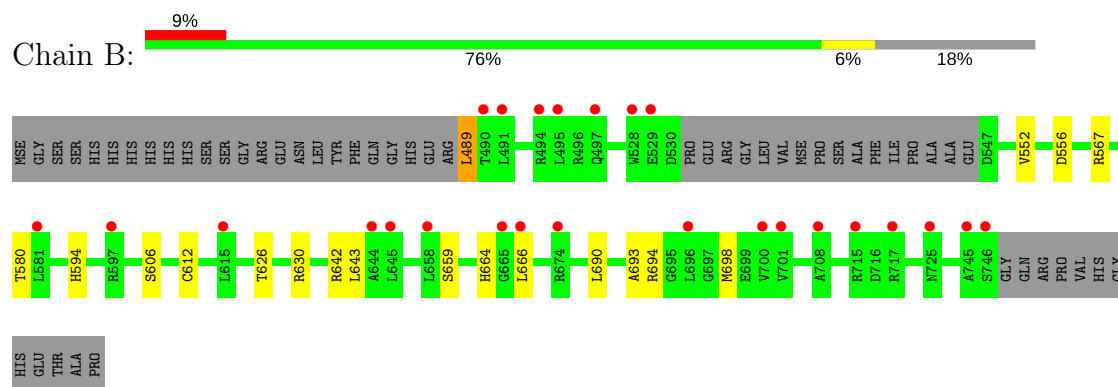 9%
Chain B:
76% 6% 18%
MSE GLY SER SER HIS HIS HIS HIS HIS HIS SER SER GLY ARG GLU ASN LEU TYR PHE GLN GLY HIS GLU ARG L489 T490 L491 R494 L495 R496 Q497 W528 E529 D530 PRO GLU ARG GLY LEU VAL MSE PRO SER ALA PHE ILE PRO ALA ALA GLU D547 V552 D556 R567
T580 L581 H594 R597 S606 C612 L615 T626 R630 R642 L643 A644 L645 L658 S659 H664 G665 L666 R674 L690 A693 R694 G695 L696 G697 M698 E699 V700 V701 A708 R715 D716 R717 N725 A745 S746 GLY GLN ARG PRO VAL HIS
HIS GLU THR ALA PRO